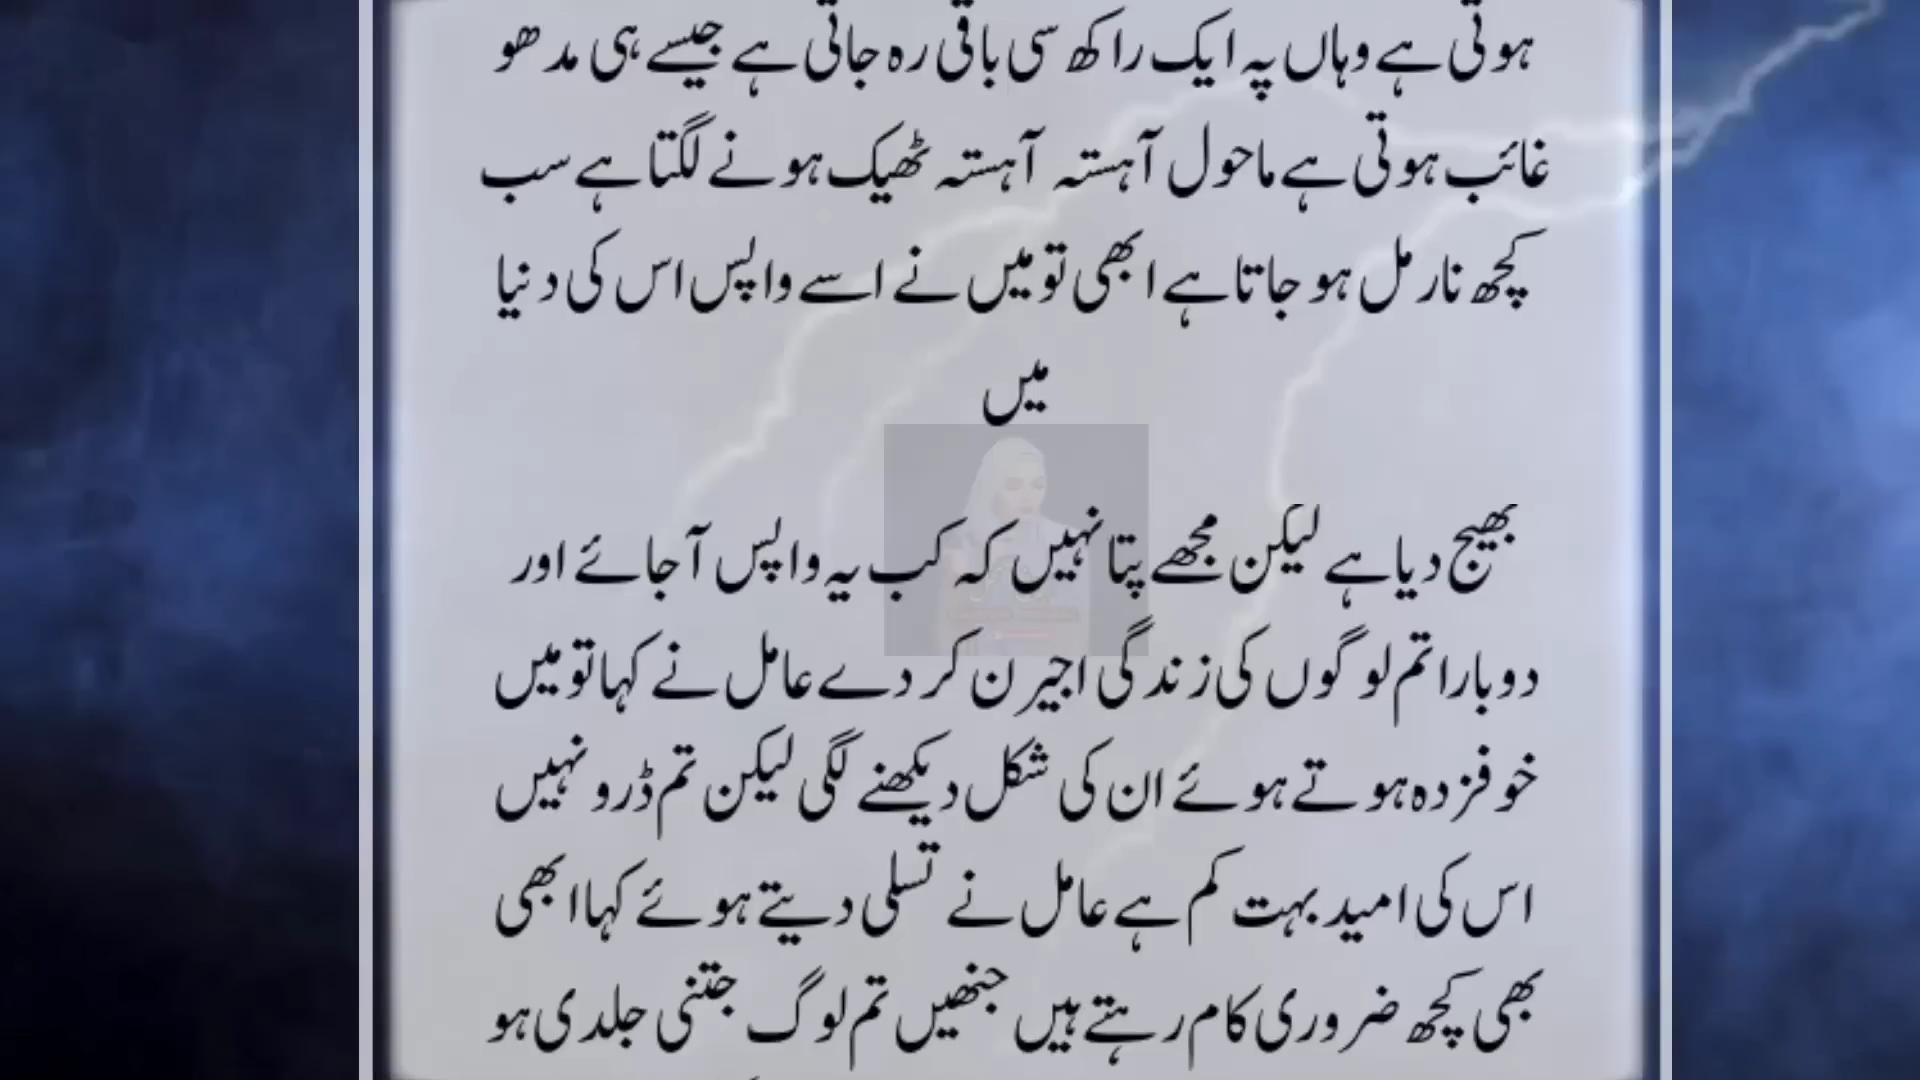 ہوتی ہے وہاں پہ ایک راکھ سی باقی رہ جاتی ہے جیسے ہی مدھو
غائب ہوتی ہے ماحول آہستہ آہستہ ٹھیک ہونے لگتا ہے سب
کچھ نارمل ہو جاتا ہے ابھی تو میں نے اسے واپس اس کی دنیا
میں
بھیج دیا ہے لیکن مجھے پتا نہیں کہ کب یہ واپس آجائے اور
دوبارا تم لوگوں کی زندگی اجیرن کر دے عامل نے کہا تو میں
خوفزدہ ہوتے ہوئے ان کی شکل دیکھنے لگی لیکن تم ڈرو نہیں
اس کی امید بہت کم ہے عامل نے تسلی دیتے ہوئے کہا ابھی
بھی کچھ ضروری کام رہتے ہیں جنھیں تم لوگ جتنی جلدی ہو